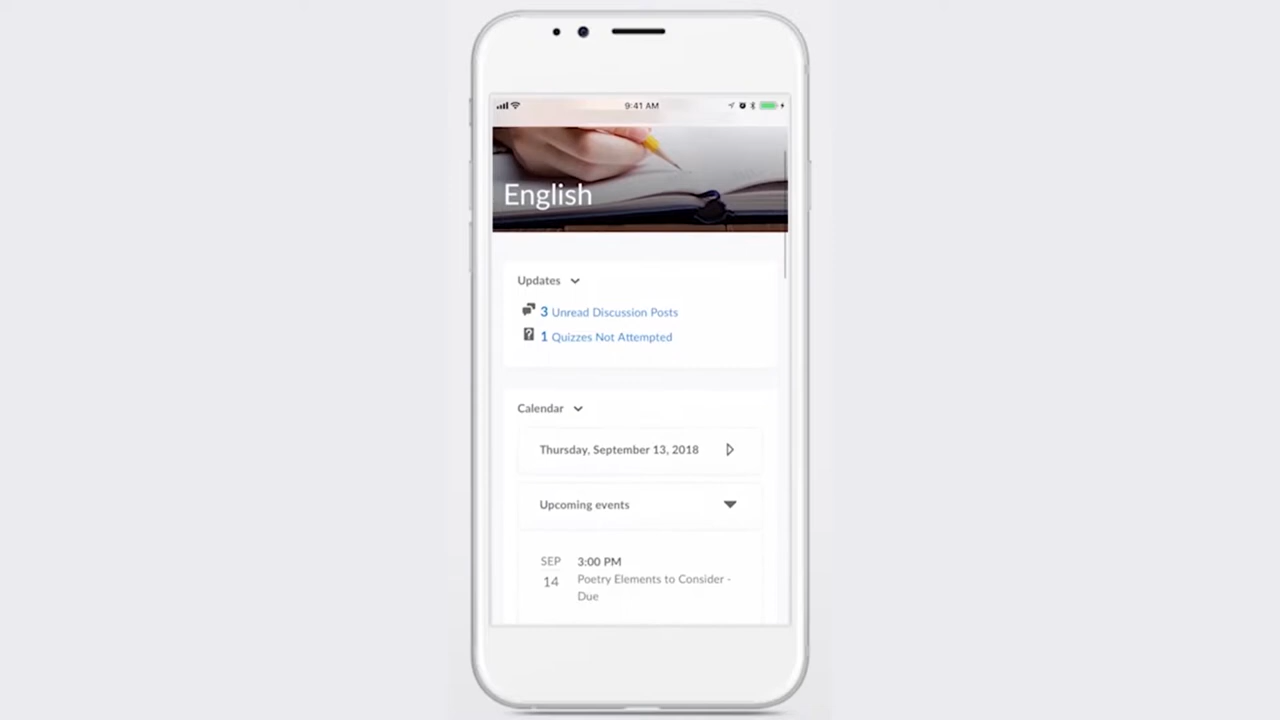 9:41 AM
English
Updates
3 Unread Discussion Posts
1 Quizzes Not Attempted
Calendar
Thursday, September 13, 2018
Upcoming events
SEP
14
3:00 PM
Poetry Elements to Consider -
Due